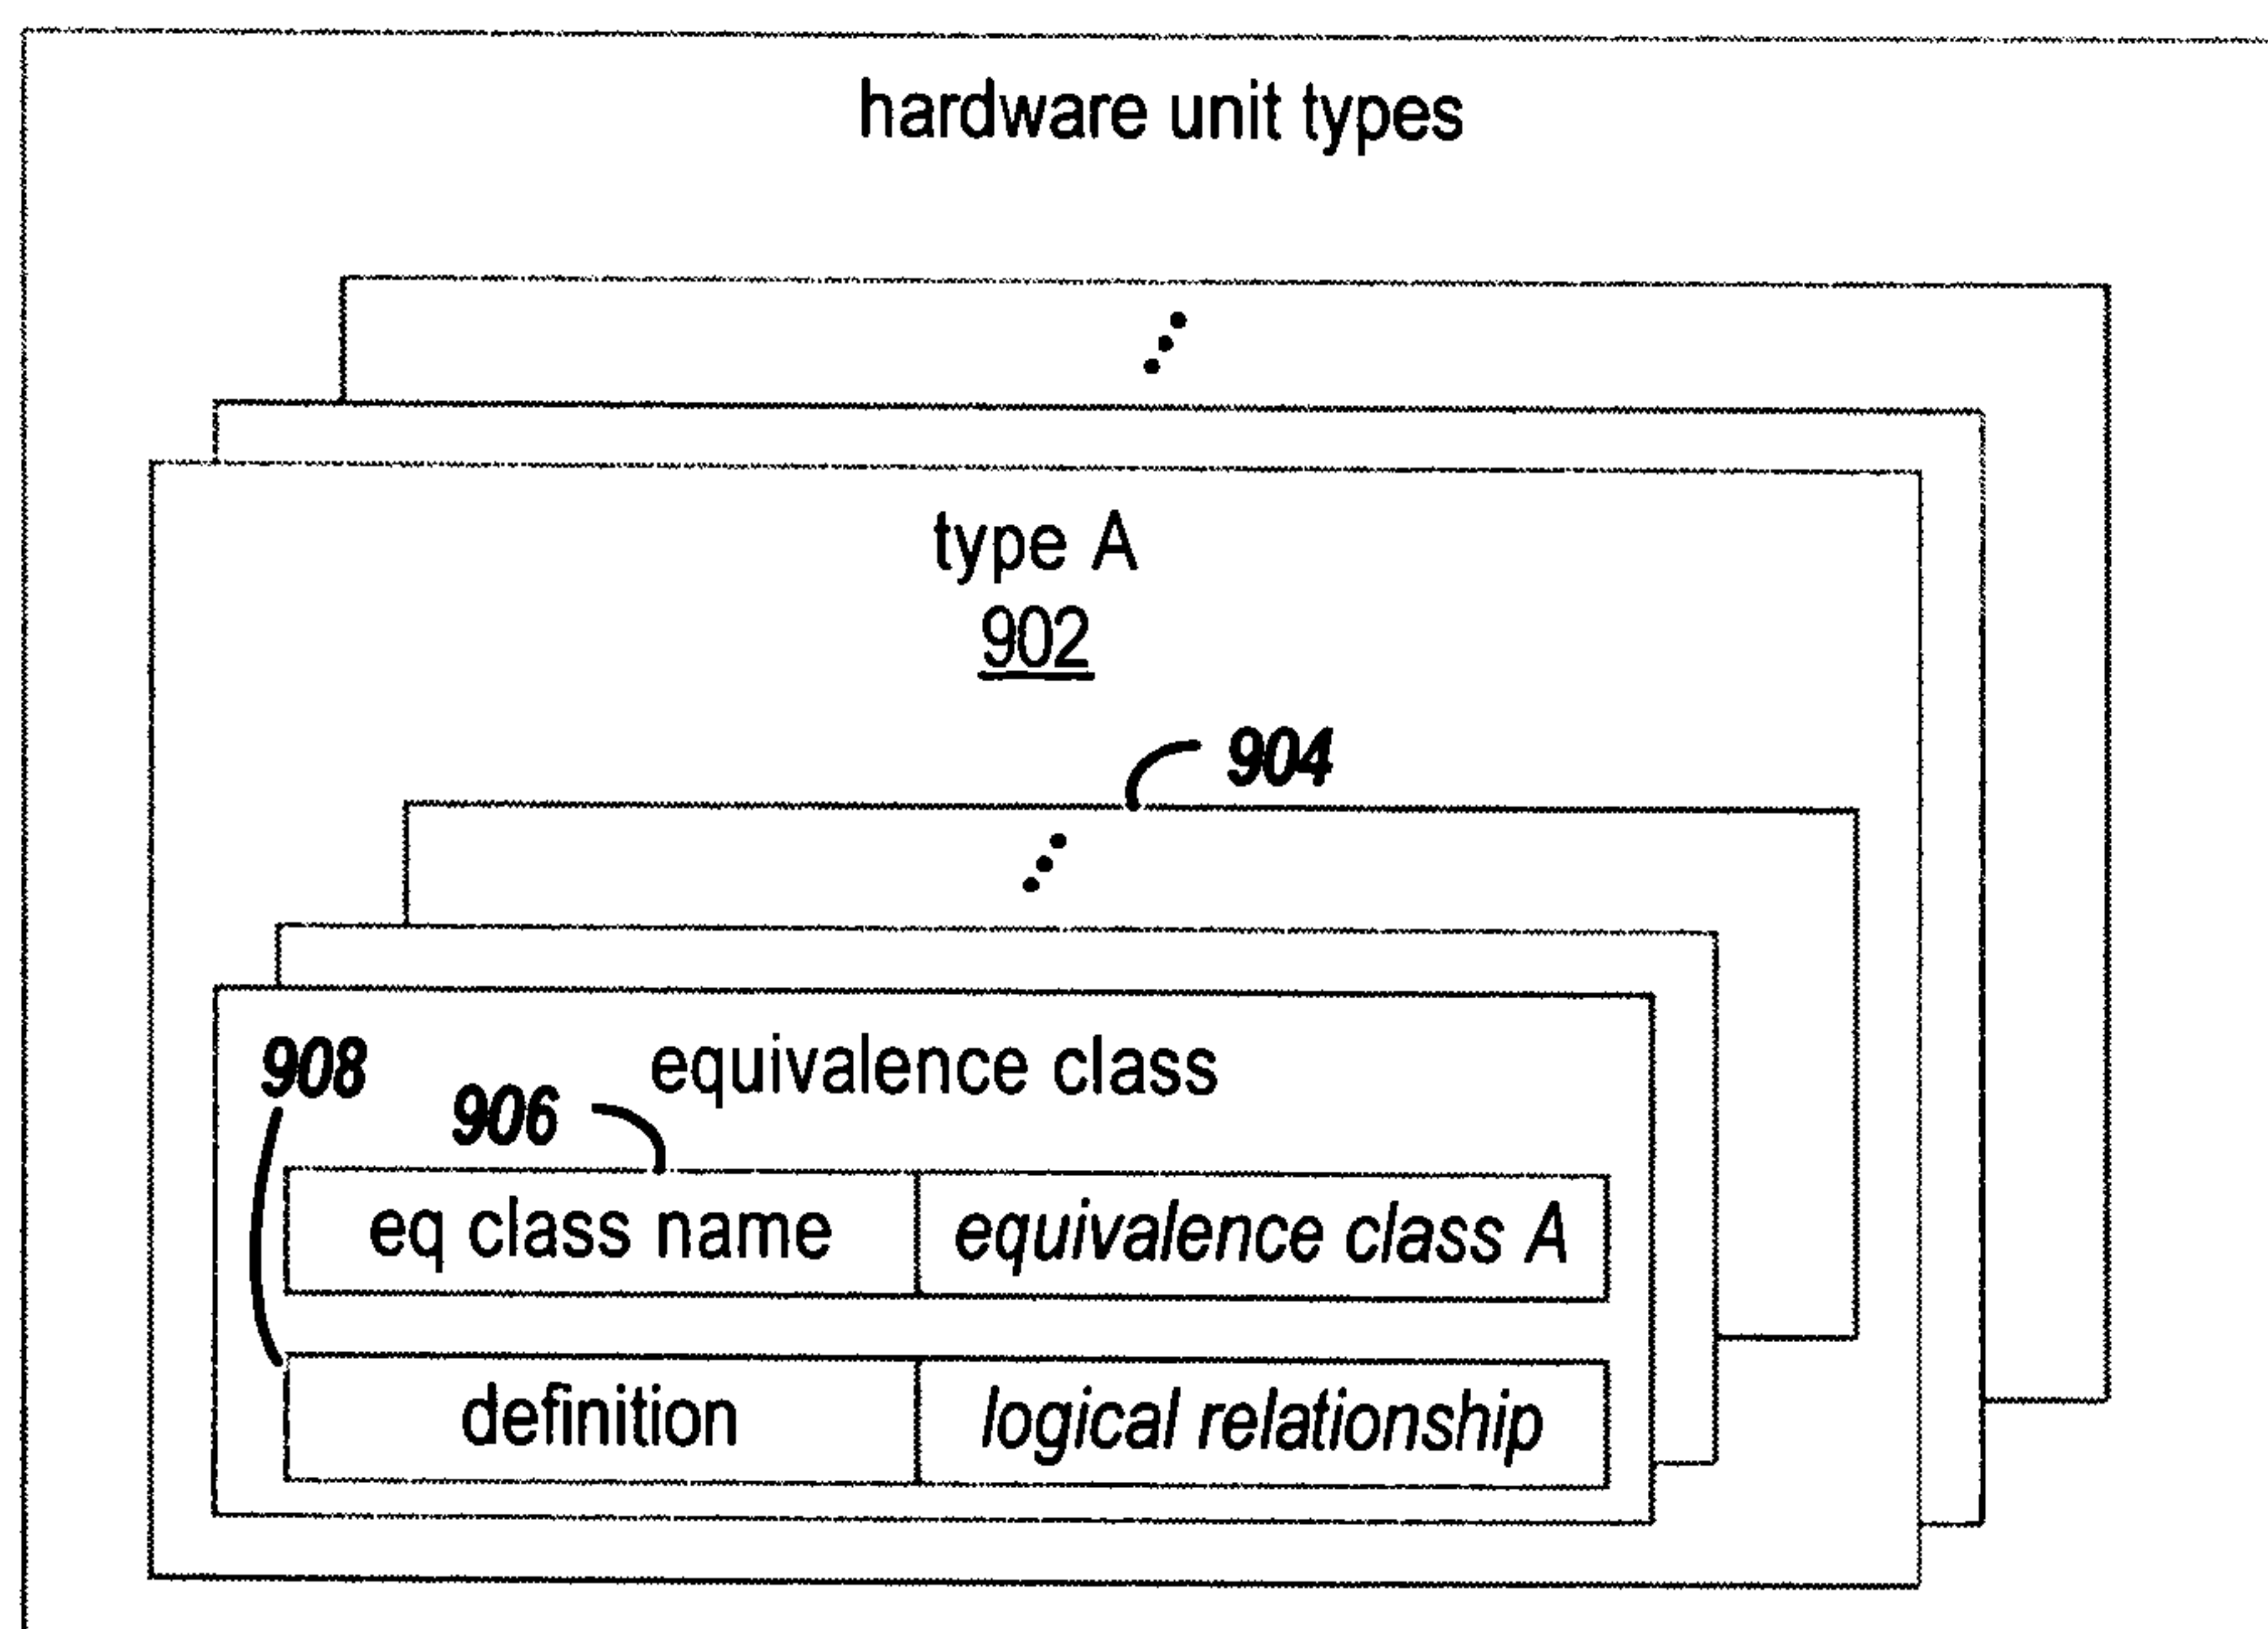 hardware unit types
type A
902
904
908
equivalence class
906
eq class name equivalence class A
definition logical relationship